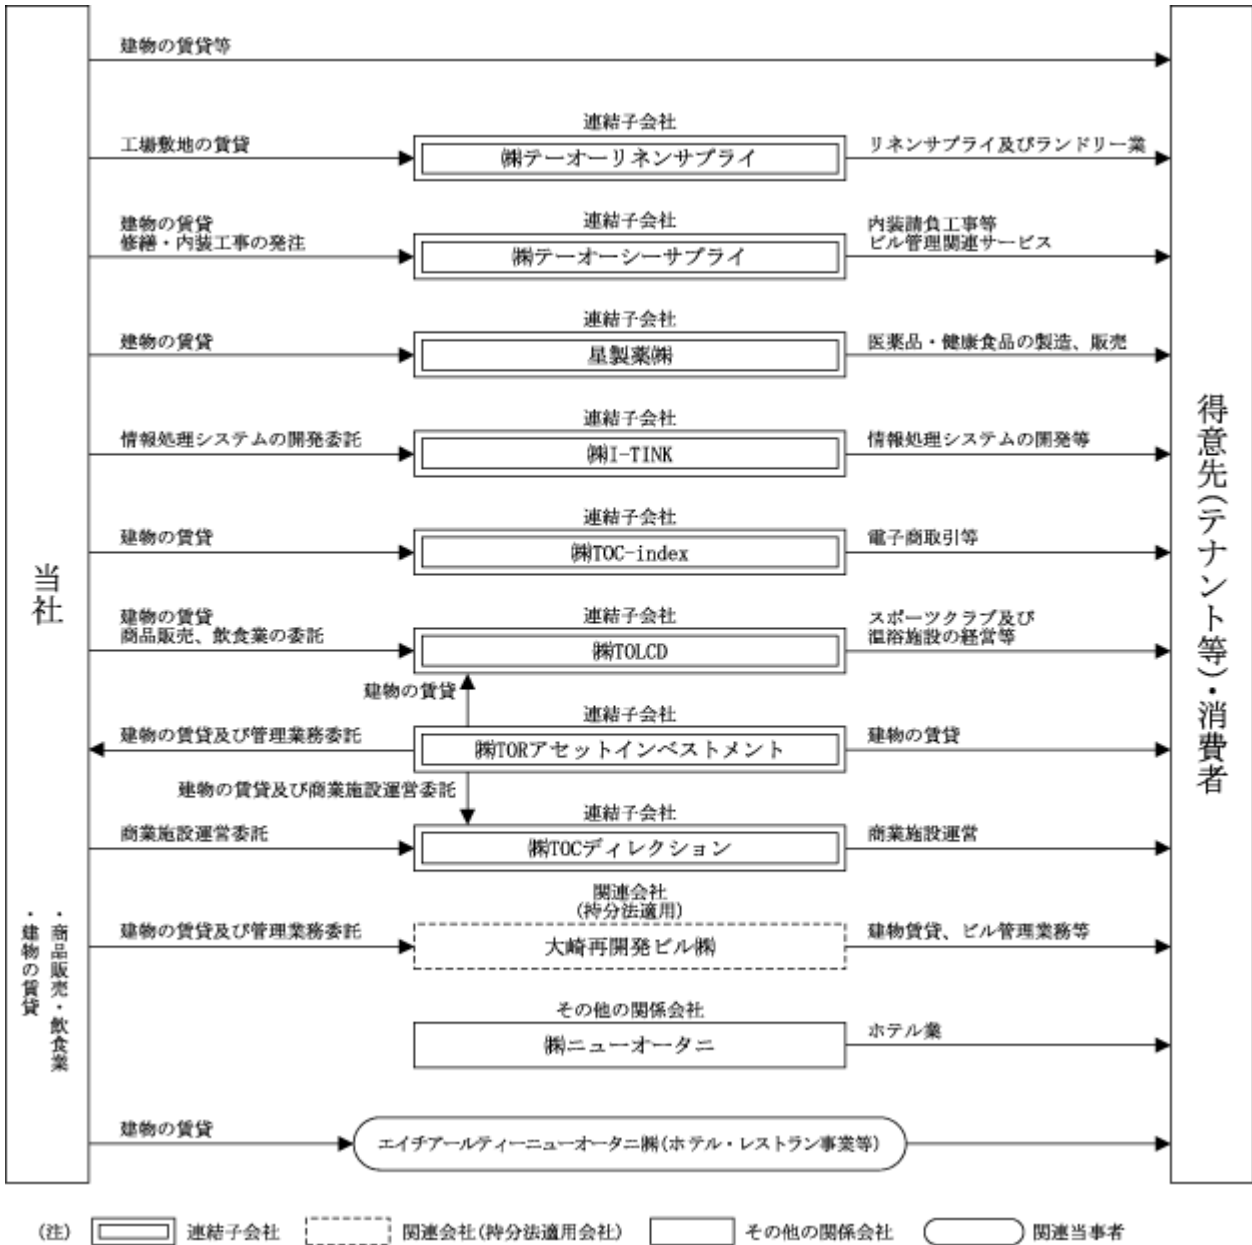 建物の賃貸等
連結子会社
工場敷地の賃貸
㈱テーオーリネンサプライ
リネンサプライ及びランドリー業
連結子会社
建物の賃貸
修繕・内装工事の発注
㈱テーオーシーサプライ
内装請負工事等
ビル管理関連サービス
連結子会社
建物の賃貸
星製薬㈱
医薬品・健康食品の製造、販売
連結子会社
情報処理システムの開発委託
㈱I-TINK
情報処理システムの開発等
連結子会社
建物の賃貸
㈱TOC-index
電子商取引等
連結子会社
建物の賃貸
商品販売、飲食業の委託
㈱TOLCD
スポーツクラブ及び
温浴施設の経営等
建物の賃貸
連結子会社
建物の賃貸及び管理業務委託
㈱TORアセットインベストメント
建物の賃貸
建物の賃貸及び商業施設運営委託
連結子会社
商業施設運営委託
㈱TOCディレクション
商業施設運営
関連会社
(持分法適用)
建物の賃貸及び管理業務委託
大崎再開発ビル㈱
建物賃貸、ビル管理業務等
その他の関係会社
㈱ニューオータニ
ホテル業
建物の賃貸
エイチアールティーニューオータニ㈱(ホテル・レストラン事業等)
当社
・商品販売・飲食業
・建物の賃貸
得意先(テナント等)・消費者
(注)
連結子会社
関連会社(持分法適用会社)
その他の関係会社
関連当事者